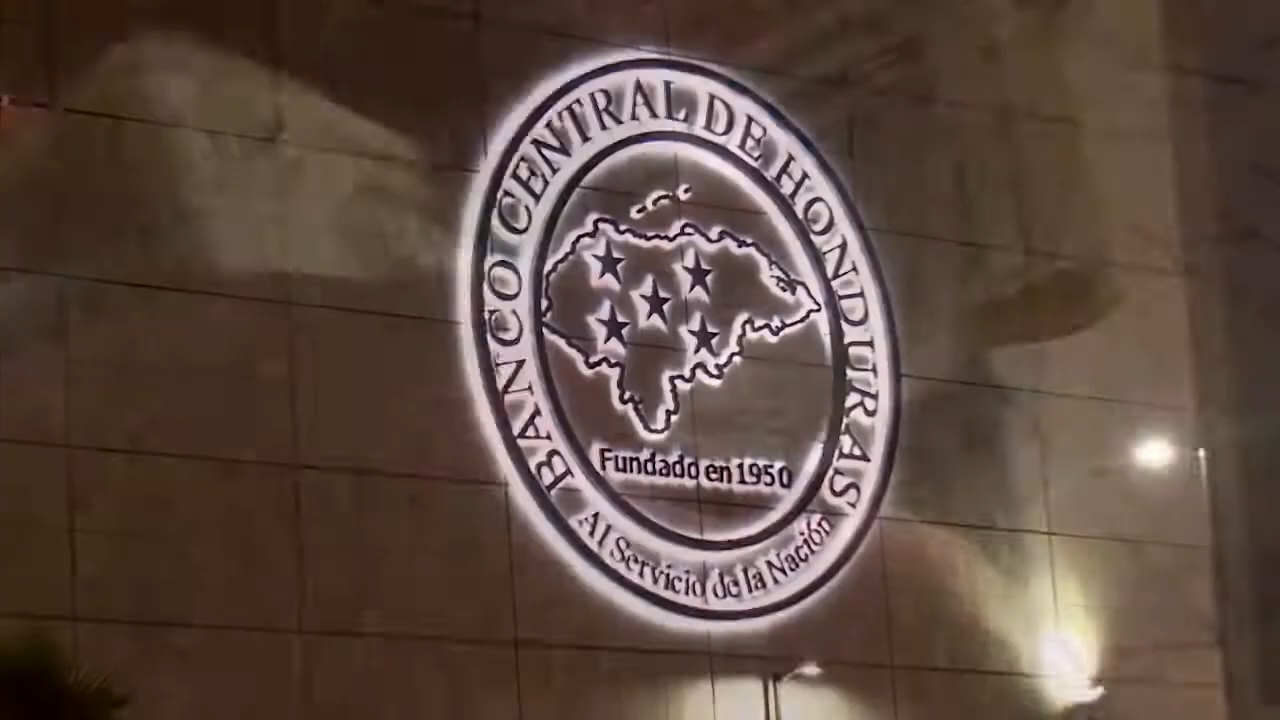 BANCO CENTRAL DE HONDURAS
Fundado en 1950
Al Servicio de la Nación